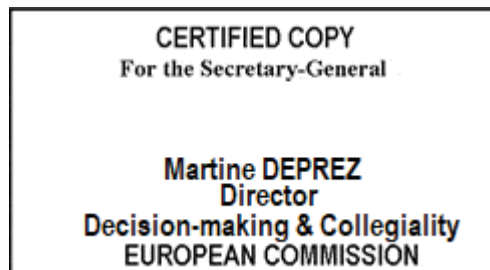 CERTIFIED COPY
For the Secretary-General
Martine DEPREZ
Director
Decision-making & Collegiality
EUROPEAN COMMISSION